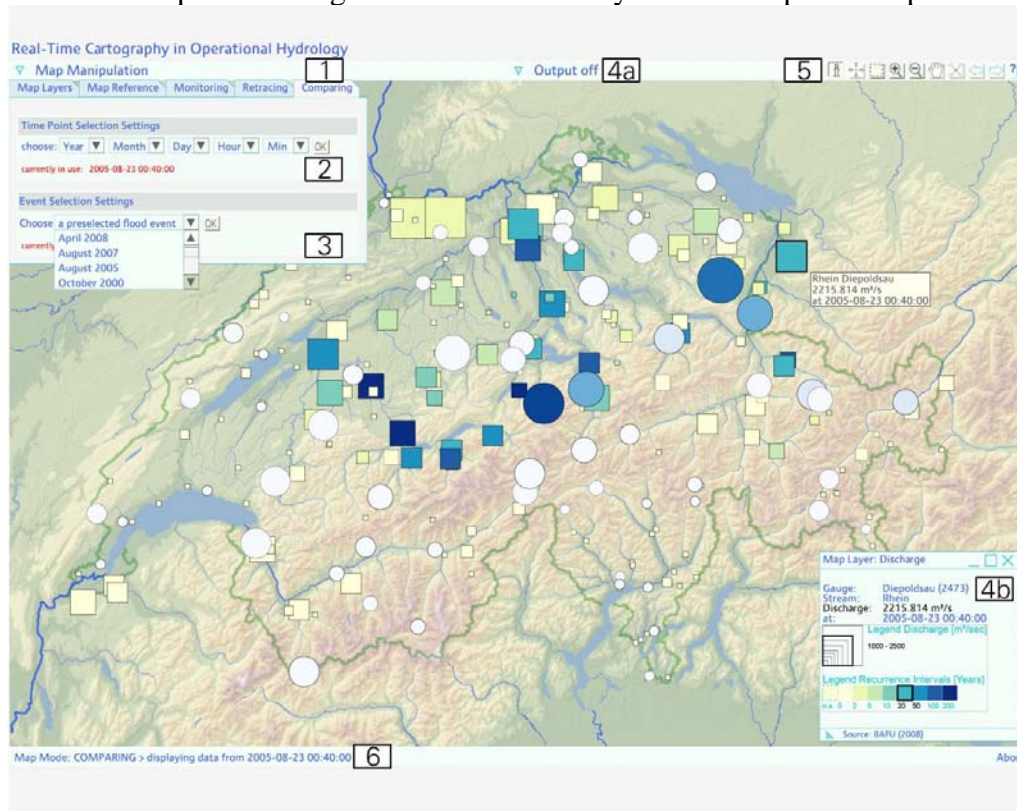 Real-Time Cartography in Operational Hydrology
Map Manipulation
1
Output off
4a
5
?
Map Layers Map Reference Monitoring Retracing Comparing
Time Point Selection Settings
choose: Year Month Day Hour Min OK
currently in use: 2005-08-23 00:40:00
2
Event Selection Settings
Choose a preselected flood event OK
April 2008
currently
August 2007
August 2005
October 2000
3
Rhein Diepoldsau
2215.814 m³/s
at 2005-08-23 00:40:00
Map Layer: Discharge
4b
Gauge: Diepoldsau (2473)
Stream: Rhein
Discharge: 2215.814 m³/s
at: 2005-08-23 00:40:00
Legend Discharge [m³/sec]
1000 - 2500
Legend Recurrence Intervals [Years]
n.a 0 2 5 10 20 50 100 200
Source: BAFU (2008)
Map Mode: COMPARING > displaying data from 2005-08-23 00:40:00
6
Abou